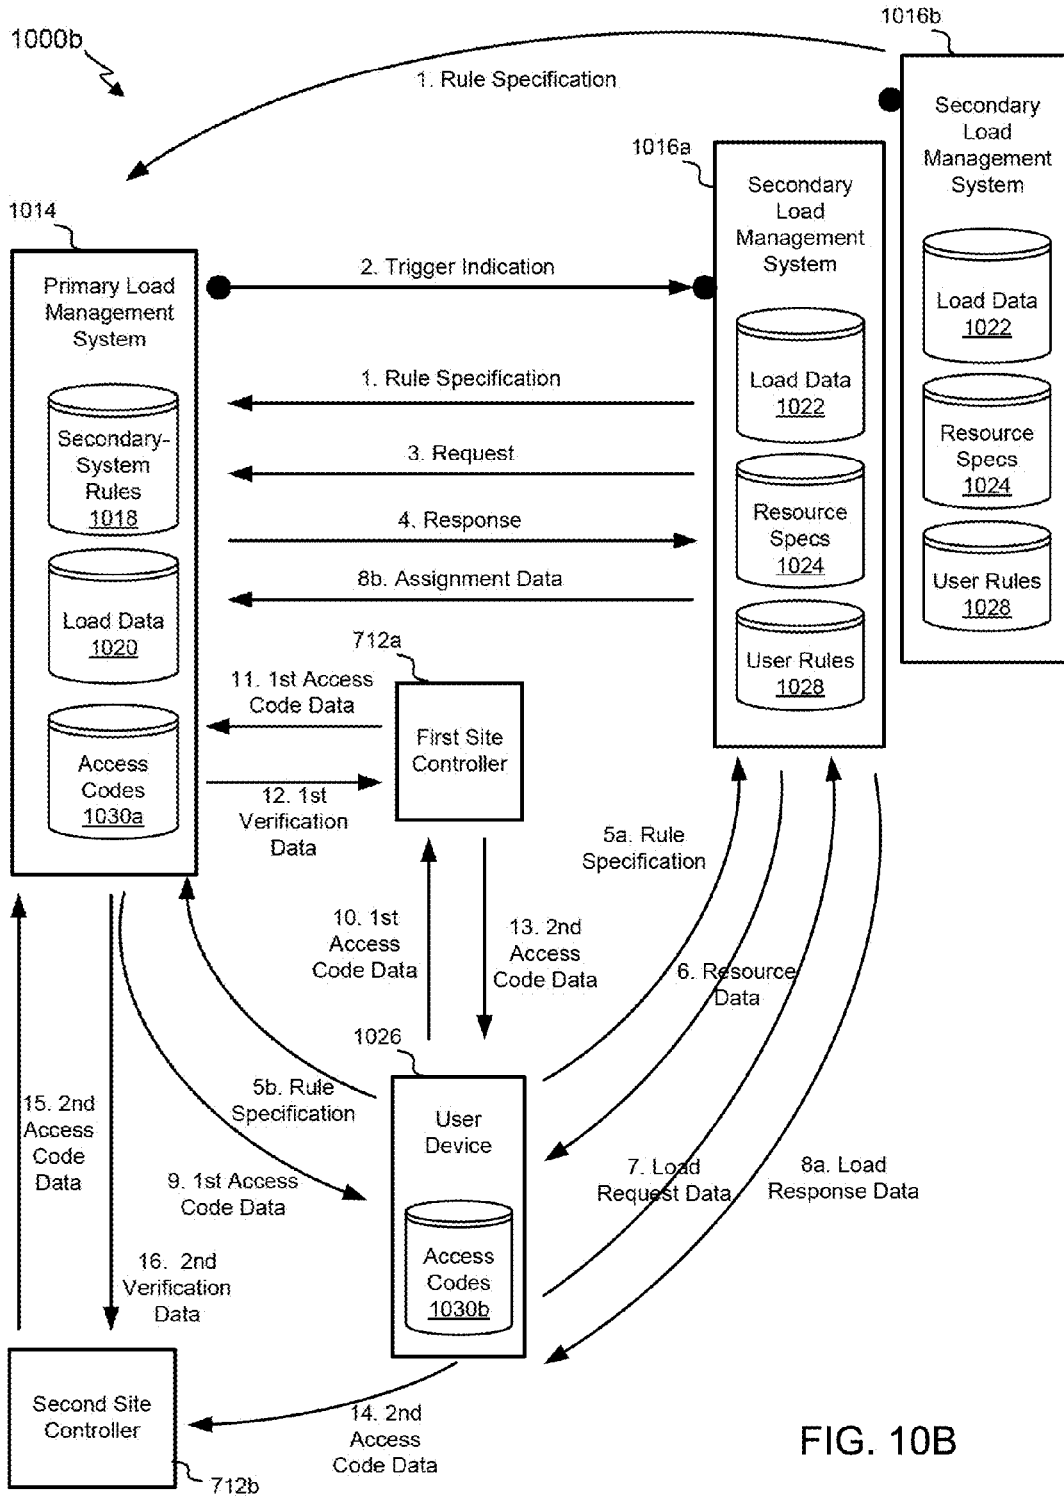 1000b
1016b
1. Rule Specification
Secondary
Load
Management
System
Load Data
1022
Resource
Specs
1024
User Rules
1028
1016a
Secondary
Load
Management
System
Load Data
1022
Resource
Specs
1024
User Rules
1028
1014
Primary Load
Management
System
Secondary-
System
Rules
1018
Load Data
1020
Access
Codes
1030a
2. Trigger Indication
1. Rule Specification
3. Request
4. Response
8b. Assignment Data
712a
First Site
Controller
11. 1st Access
Code Data
12. 1st
Verification
Data
10. 1st
Access
Code Data
13. 2nd
Access
Code Data
5a. Rule
Specification
6. Resource
Data
7. Load
Request Data
8a. Load
Response Data
1026
User
Device
Access
Codes
1030b
5b. Rule
Specification
9. 1st Access
Code Data
15. 2nd
Access
Code
Data
16. 2nd
Verification
Data
Second Site
Controller
712b
14. 2nd
Access
Code Data
FIG. 10B